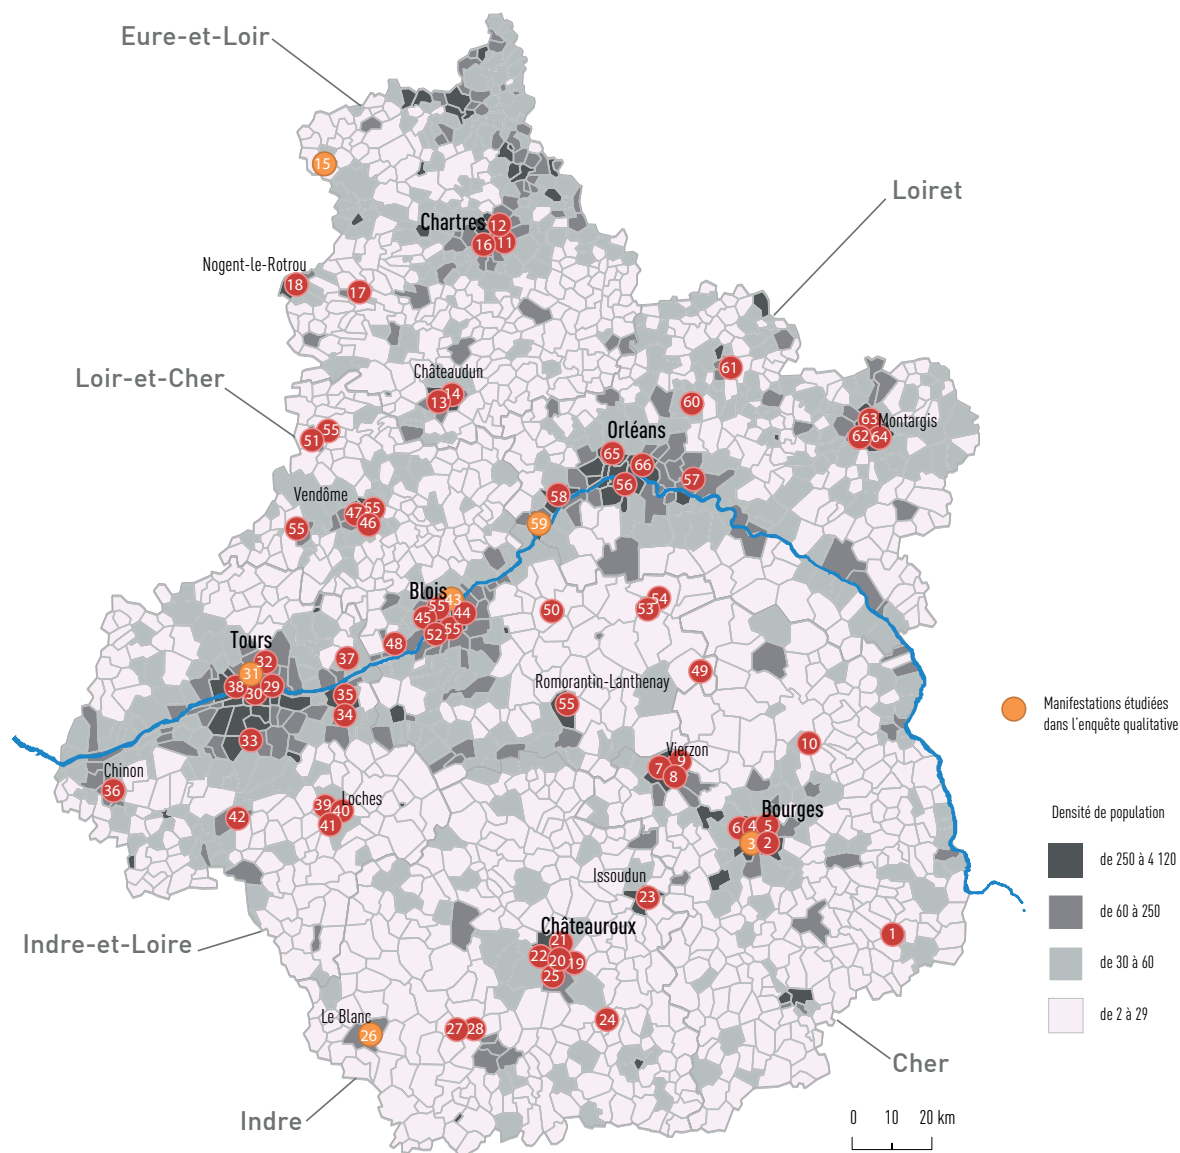 Eure-et-Loir
15
Loiret
Chartres
12
16
11
Nogent-le-Rotrou
18
17
61
Loir-et-Cher
Châteaudun
14
13
60
63
Montargis
62
64
Orléans
55
51
65
66
57
56
Vendôme
58
55
47
46
55
59
Blois
43
55
44
45
55
52
50
54
53
48
Tours
32
37
31
38
30
29
35
34
33
49
Romorantin-Lanthenay
55
Manifestations étudiées
dans l'enquête qualitative
10
Vierzon
9
7
8
Chinon
36
Loches
39
40
41
42
Bourges
6
4
5
3
2
Densité de population
de 250 à 4 120
de 60 à 250
de 30 à 60
de 2 à 29
Issoudun
23
Châteauroux
21
22
20
19
25
1
Indre-et-Loire
Le Blanc
26
27
28
24
Cher
Indre
0 10 20 km